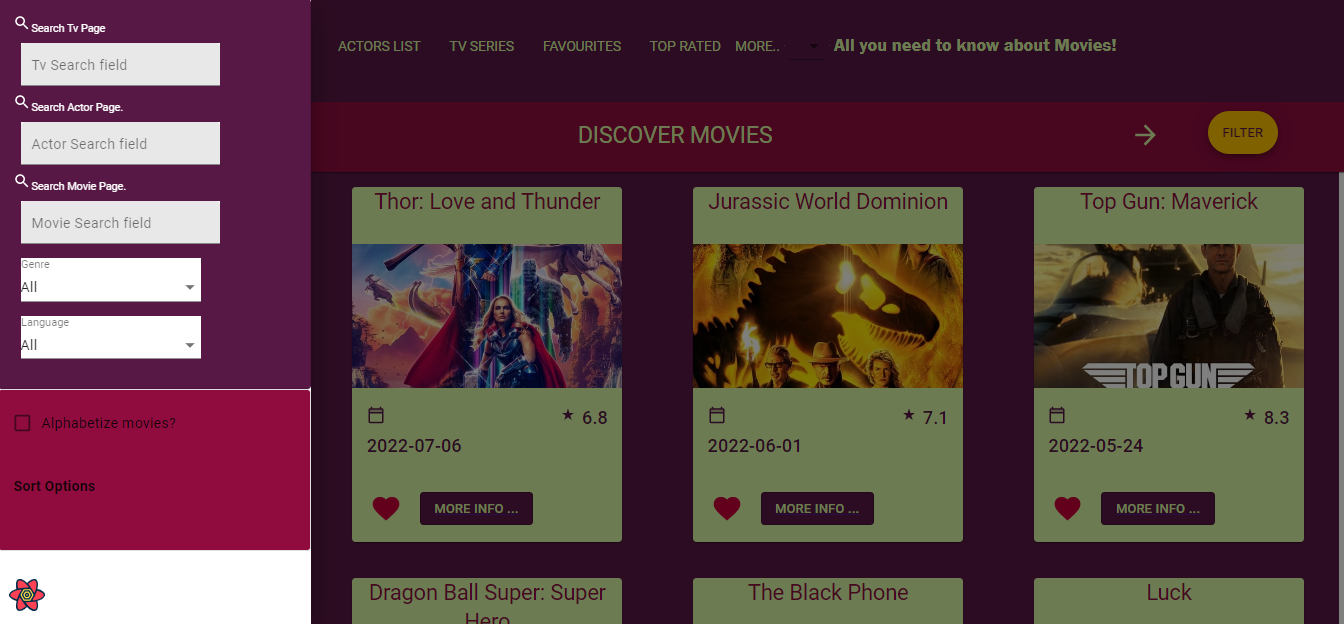 Search Tv Page
Tv Search field
Search Actor Page.
Actor Search field
Search Movie Page.
Movie Search field
Genre
All
Language
All
Alphabetize movies?
Sort Options
ACTORS LIST TV SERIES FAVOURITES TOP RATED MORE.. All you need to know about Movies!
DISCOVER MOVIES FILTER
Thor: Love and Thunder
6.8
2022-07-06
MORE INFO ...
Jurassic World Dominion
7.1
2022-06-01
MORE INFO ...
Top Gun: Maverick
TOP GUN
8.3
2022-05-24
MORE INFO ...
Dragon Ball Super: Super
Hero
The Black Phone
Luck